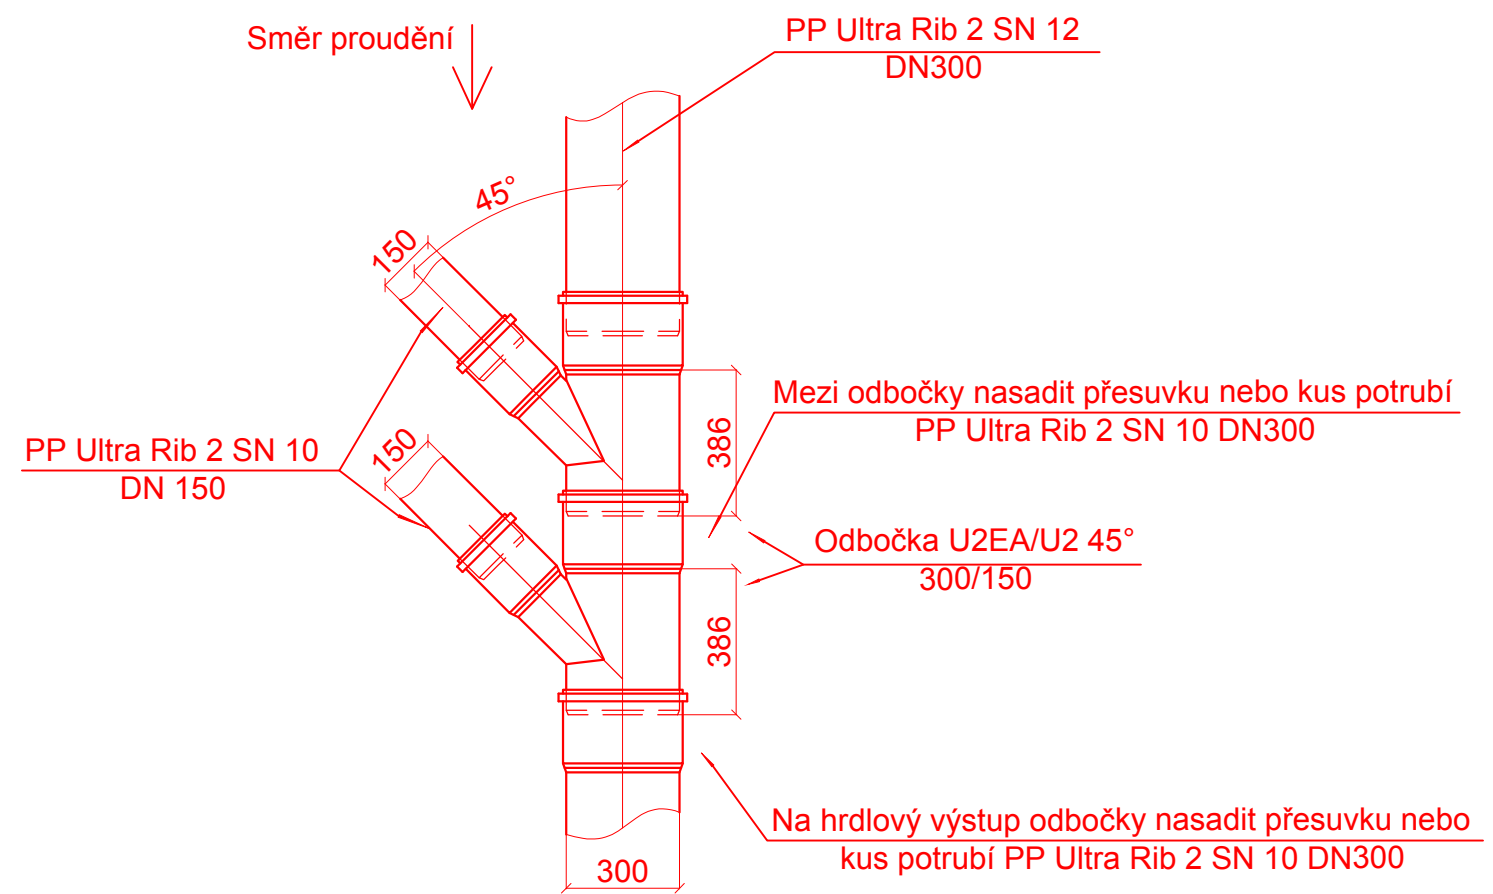 Směr proudění
PP Ultra Rib 2 SN 12
DN300
45°
150
PP Ultra Rib 2 SN 10
DN 150
150
386
Mezi odbočky nasadit přesuvku nebo kus potrubí
PP Ultra Rib 2 SN 10 DN300
Odbočka U2EA/U2 45°
300/150
386
Na hrdlový výstup odbočky nasadit přesuvku nebo
kus potrubí PP Ultra Rib 2 SN 10 DN300
300